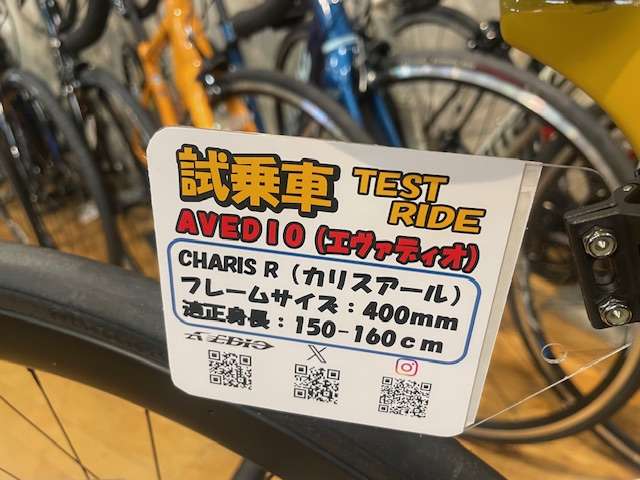 試乗車 TEST RIDE
AVEDIO (エヴァディオ)
CHARIS R (カリスアール)
フレームサイズ：400mm
適正身長：150-160cm
AVEDIO X